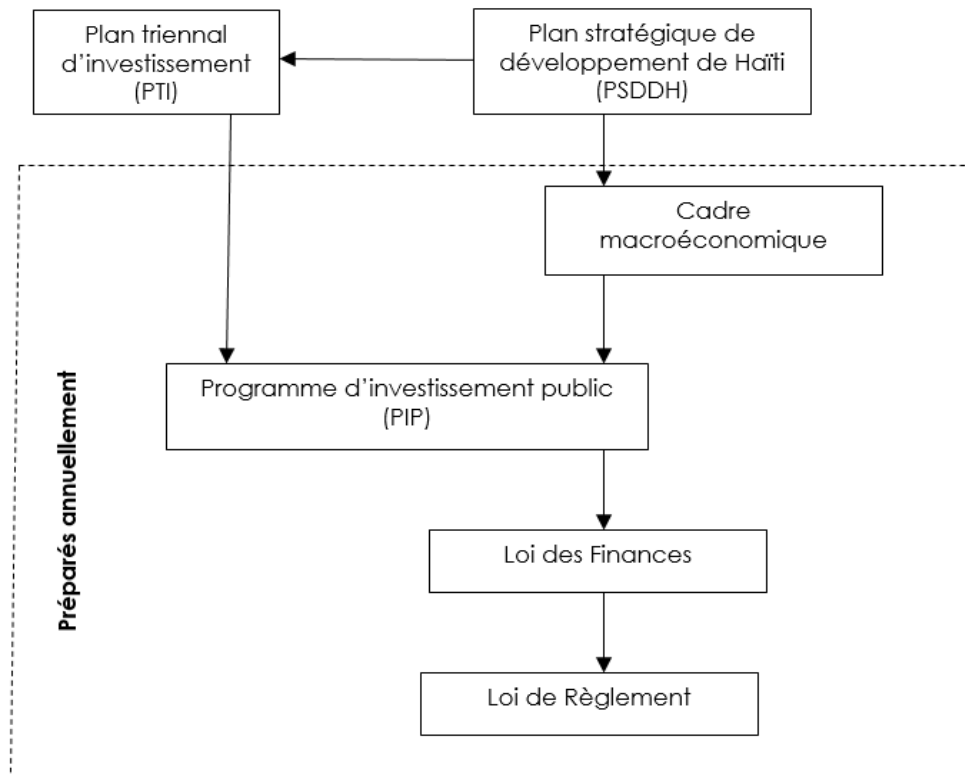 Plan triennal
d’investissement
(PTI)
Plan stratégique de
développement de Haïti
(PSDDH)
Cadre
macroéconomique
Programme d’investissement public
(PIP)
Préparés annuellement
Loi des Finances
Loi de Règlement